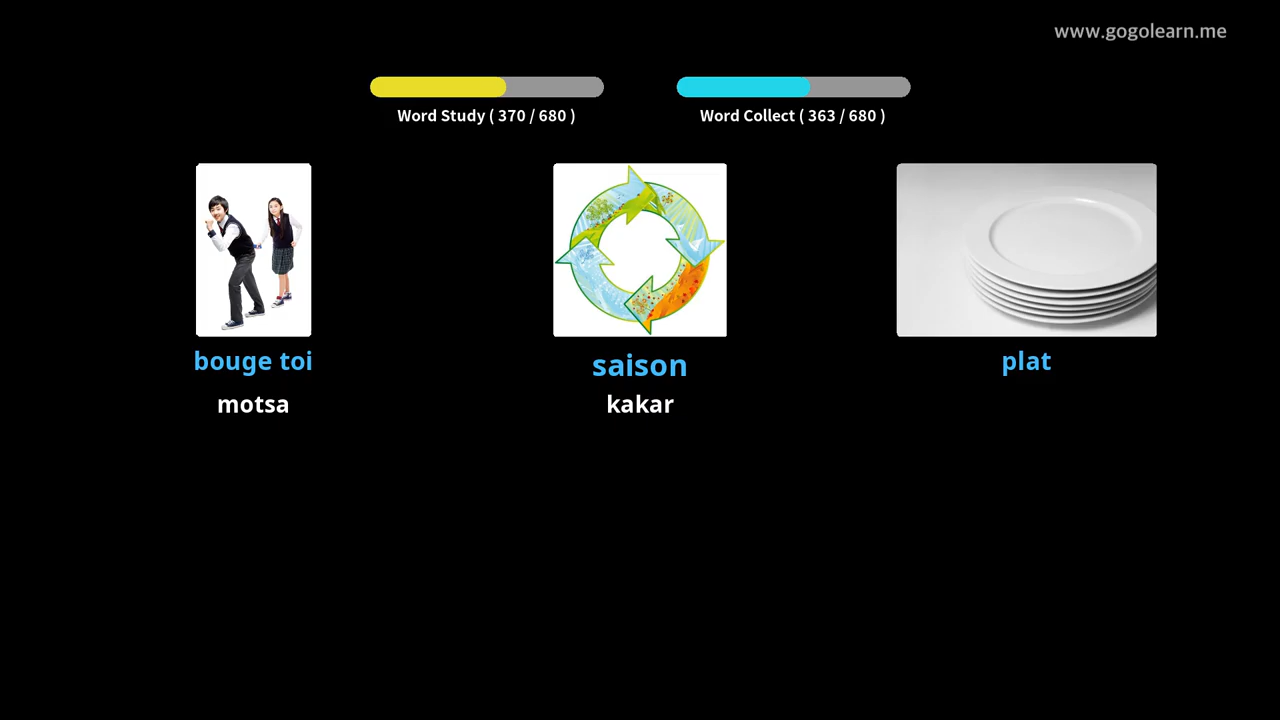 www.gogolearn.me
Word Study ( 370 / 680 )
Word Collect ( 363 / 680 )
bouge toi
motsa
saison
kakar
plat